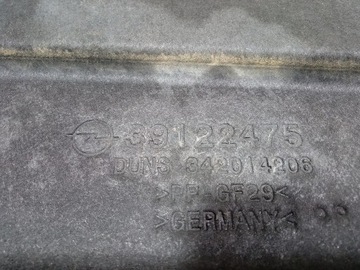 39122475
DUNS 342014206
>PP GF29<
>GERMANY<